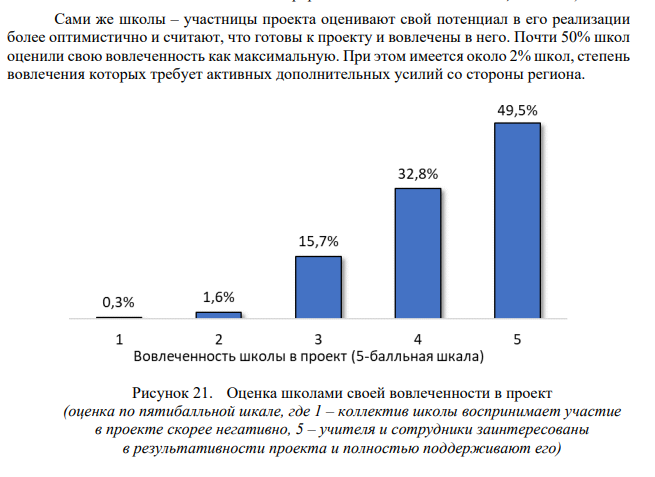 Сами же школы – участницы проекта оценивают свой потенциал в его реализации
более оптимистично и считают, что готовы к проекту и вовлечены в него. Почти 50% школ
оценили свою вовлеченность как максимальную. При этом имеется около 2% школ, степень
вовлечения которых требует активных дополнительных усилий со стороны региона.
49,5%
32,8%
15,7%
1,6%
0,3%
1 2 3 4 5
Вовлеченность школы в проект (5-балльная шкала)
Рисунок 21. Оценка школами своей вовлеченности в проект
(оценка по пятибалльной шкале, где 1 – коллектив школы воспринимает участие
в проекте скорее негативно, 5 – учителя и сотрудники заинтересованы
в результативности проекта и полностью поддерживают его)